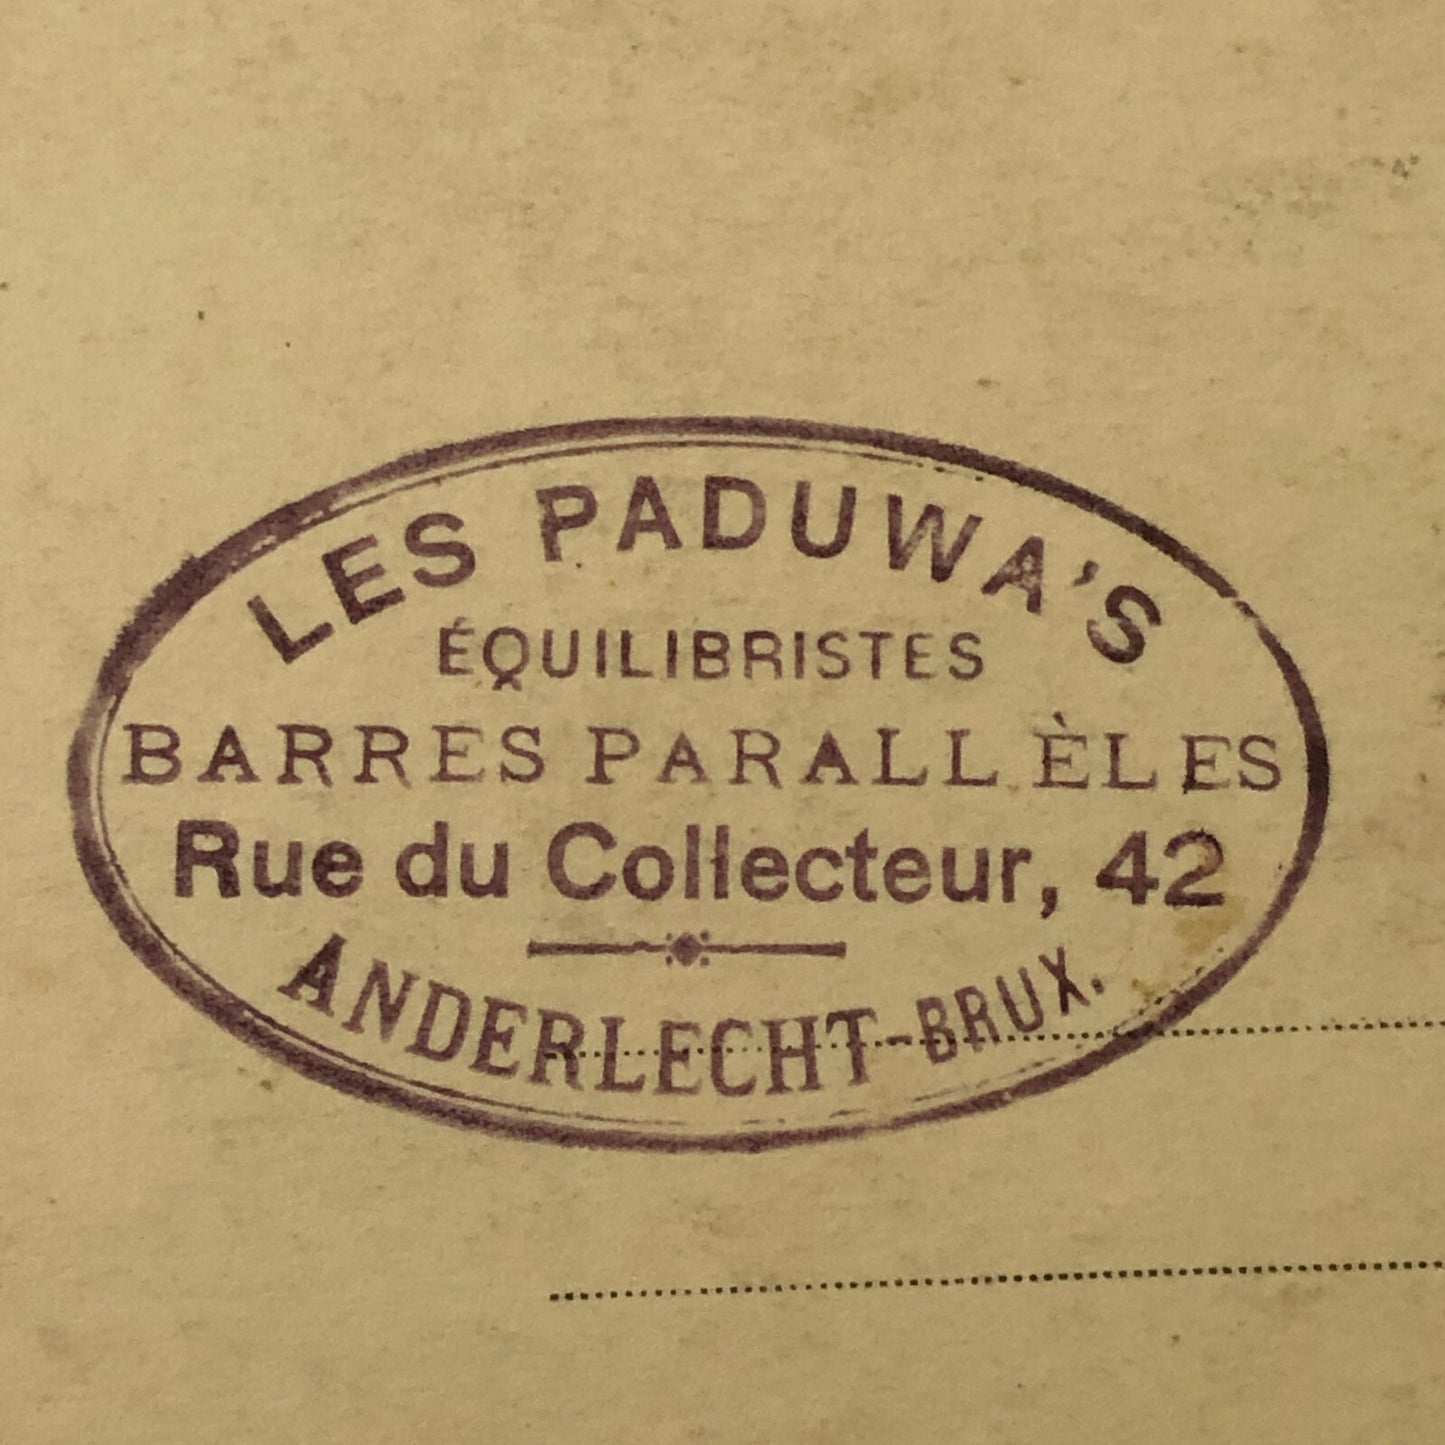 LES PADUWA'S
ÉQUILIBRISTES
BARRES PARALLÈLES
Rue du Collecteur, 42
ANDERLECHT-BRUX.